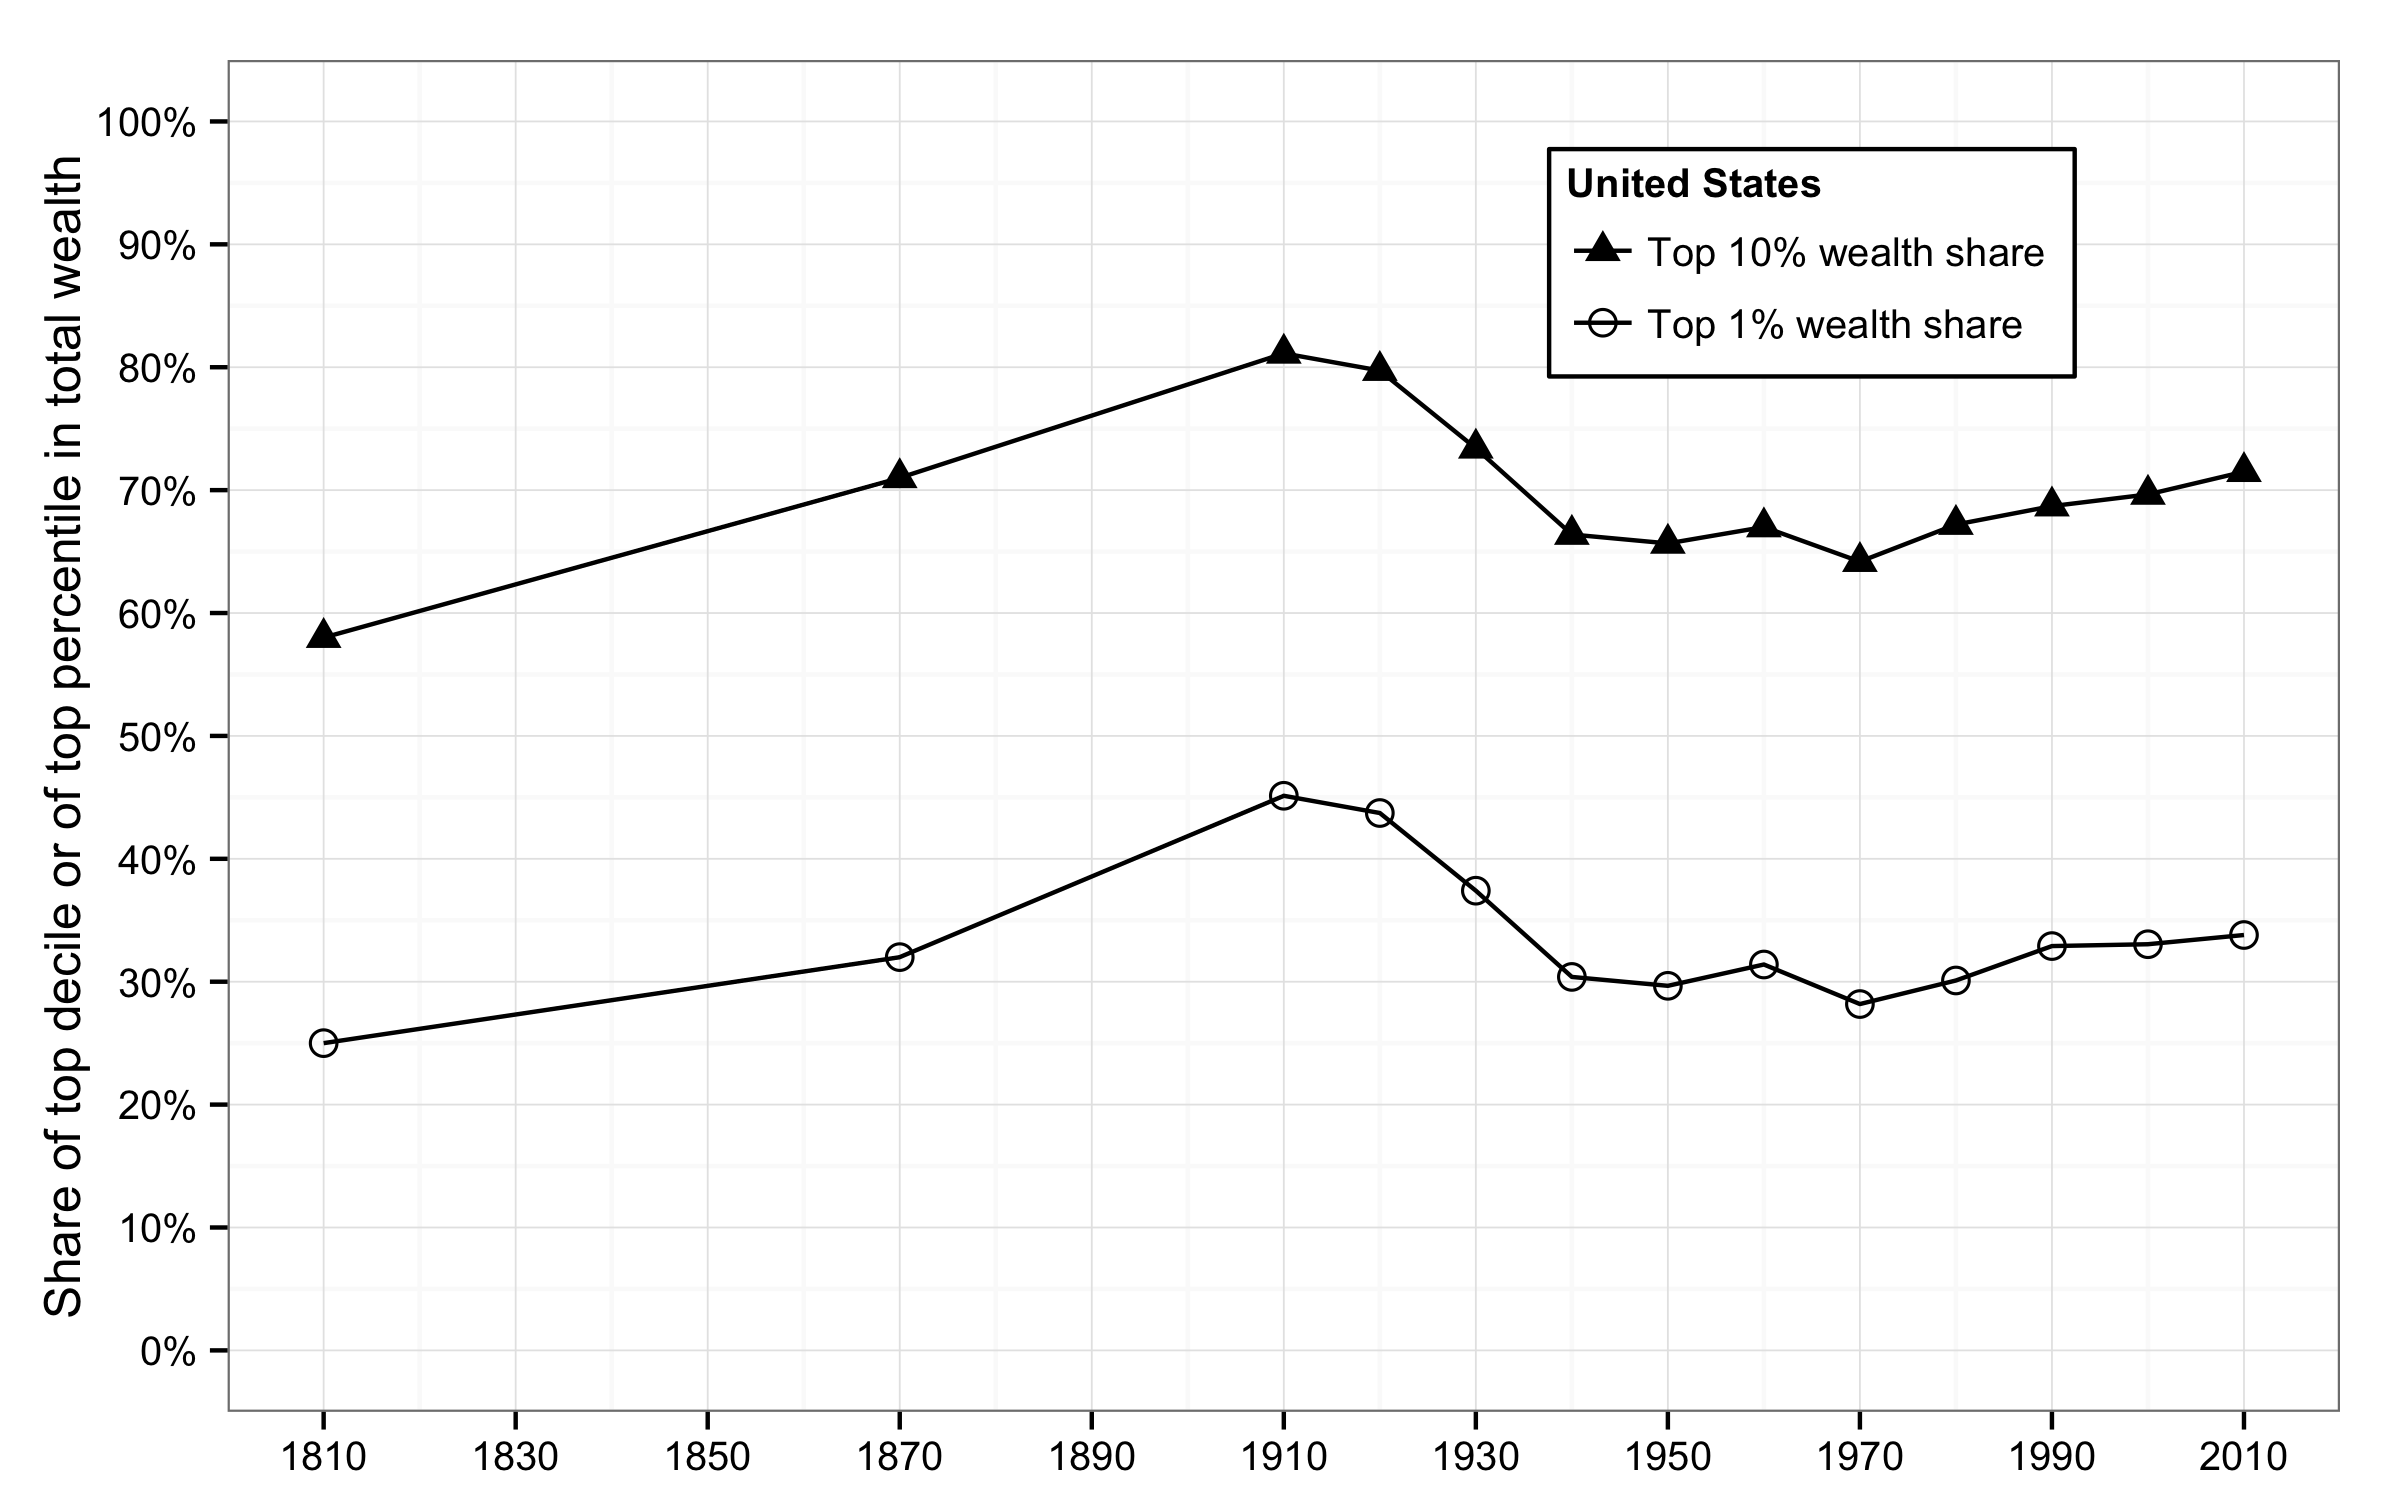 Share of top decile or of top percentile in total wealth
100%
90%
80%
70%
60%
50%
40%
30%
20%
10%
0%
United States
Top 10% wealth share
Top 1% wealth share
1810 1830 1850 1870 1890 1910 1930 1950 1970 1990 2010